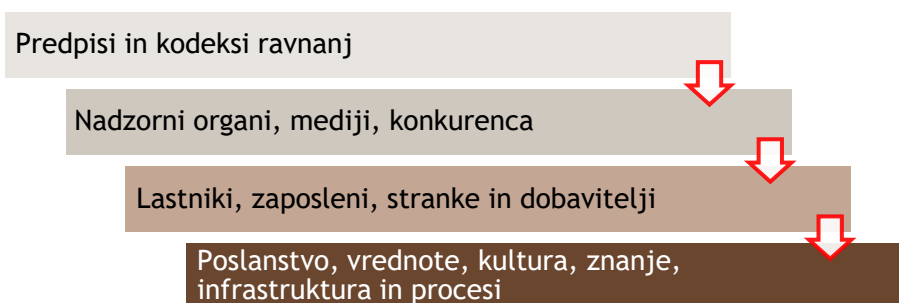 Predpisi in kodeksi ravnanj
Nadzorni organi, mediji, konkurenca
Lastniki, zaposleni, stranke in dobavitelji
Poslanstvo, vrednote, kultura, znanje,
infrastruktura in procesi